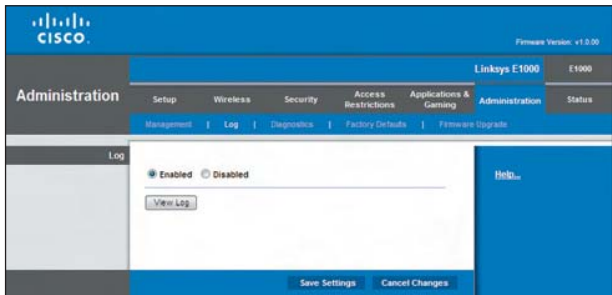 CISCO.
Firmware Version: v1.0.00
Linksys E1000 E1000
Administration
Setup Wireless Security Access Restrictions Applications & Gaming Administration Status
Management | Log | Diagnostics | Factory Defaults | Firmware Upgrade
Log
Enabled Disabled
View Log
Help...
Save Settings Cancel Changes